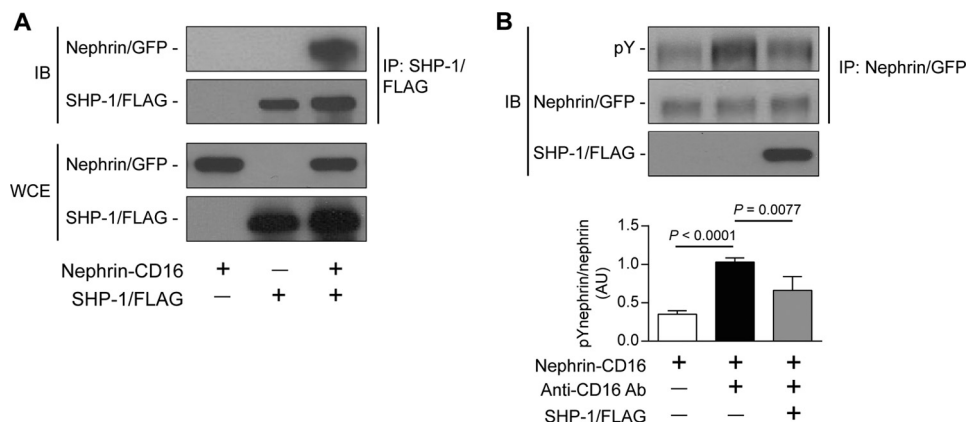 A
IB
Nephrin/GFP -
SHP-1/FLAG -
IP: SHP-1/
FLAG
WCE
Nephrin/GFP -
SHP-1/FLAG -
Nephrin-CD16 + — +
SHP-1/FLAG — + +
B
IB
pY -
Nephrin/GFP -
SHP-1/FLAG -
IP: Nephrin/GFP
pYnephrin/nephrin
(AU)
1.5
1.0
0.5
0.0
P < 0.0001
P = 0.0077
Nephrin-CD16 + + +
Anti-CD16 Ab — + +
SHP-1/FLAG — — +